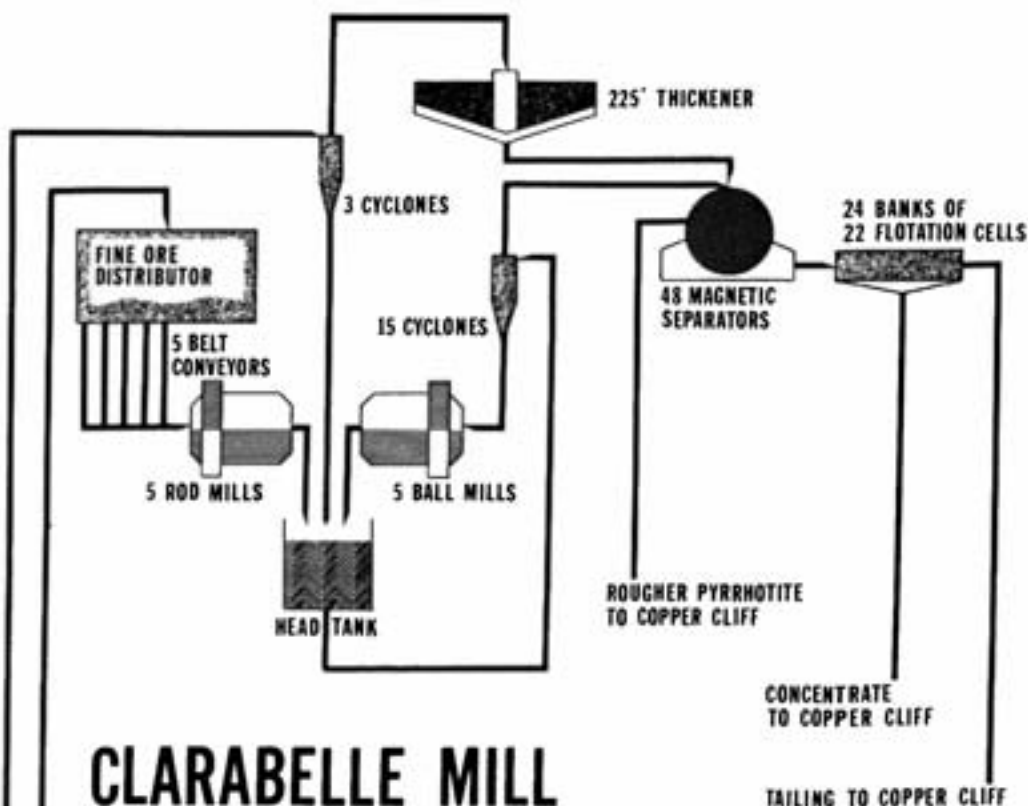 225' THICKENER
3 CYCLONES
24 BANKS OF
22 FLOTATION CELLS
FINE ORE
DISTRIBUTOR
48 MAGNETIC
SEPARATORS
15 CYCLONES
5 BELT
CONVEYORS
5 ROD MILLS
5 BALL MILLS
ROUGHER PYRRHOTITE
TO COPPER CLIFF
HEAD TANK
CONCENTRATE
TO COPPER CLIFF
CLARABELLE MILL
TAILING TO COPPER CLIFF